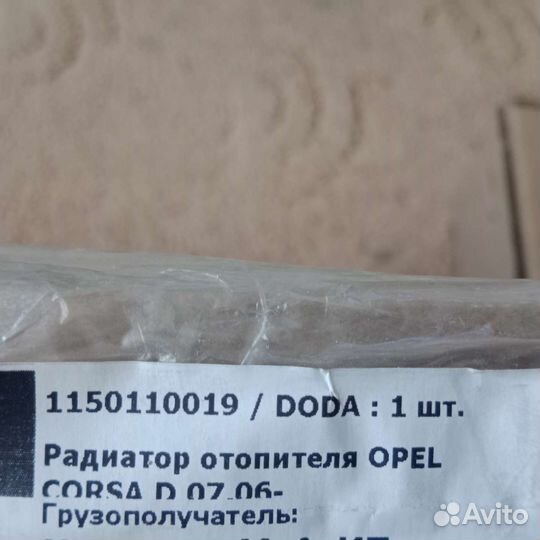 1150110019 / DODA : 1 шт.
Радиатор отопителя OPEL
CORSA D 07.06-
Грузополучатель:
Avito